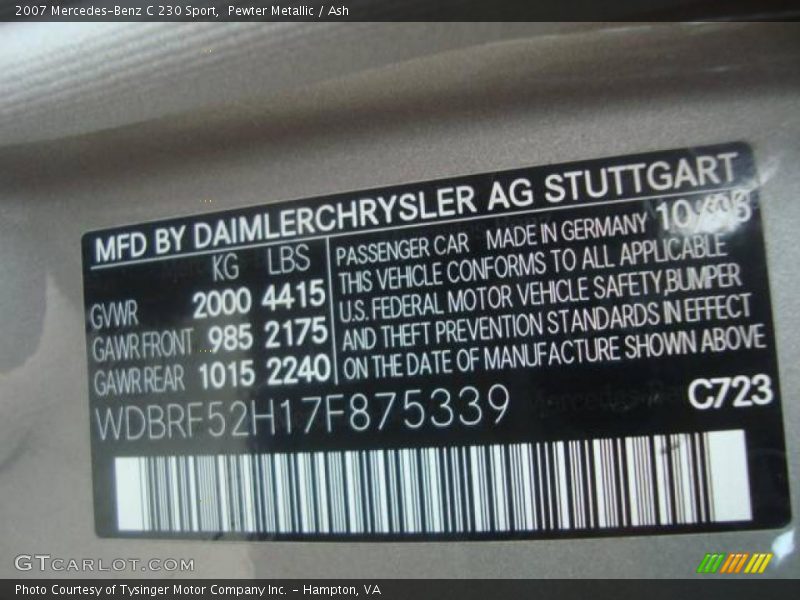 2007 Mercedes-Benz C 230 Sport, Pewter Metallic / Ash
MFD BY DAIMLERCHRYSLER AG STUTTGART
KG LBS
GVWR 2000 4415
GAWR FRONT 985 2175
GAWR REAR 1015 2240
PASSENGER CAR MADE IN GERMANY
THIS VEHICLE CONFORMS TO ALL APPLICABLE
U.S. FEDERAL MOTOR VEHICLE SAFETY, BUMPER
AND THEFT PREVENTION STANDARDS IN EFFECT
ON THE DATE OF MANUFACTURE SHOWN ABOVE
WDBRF52H17F875339
C723
GTCARLOT.COM
Photo Courtesy of Tysinger Motor Company Inc. - Hampton, VA